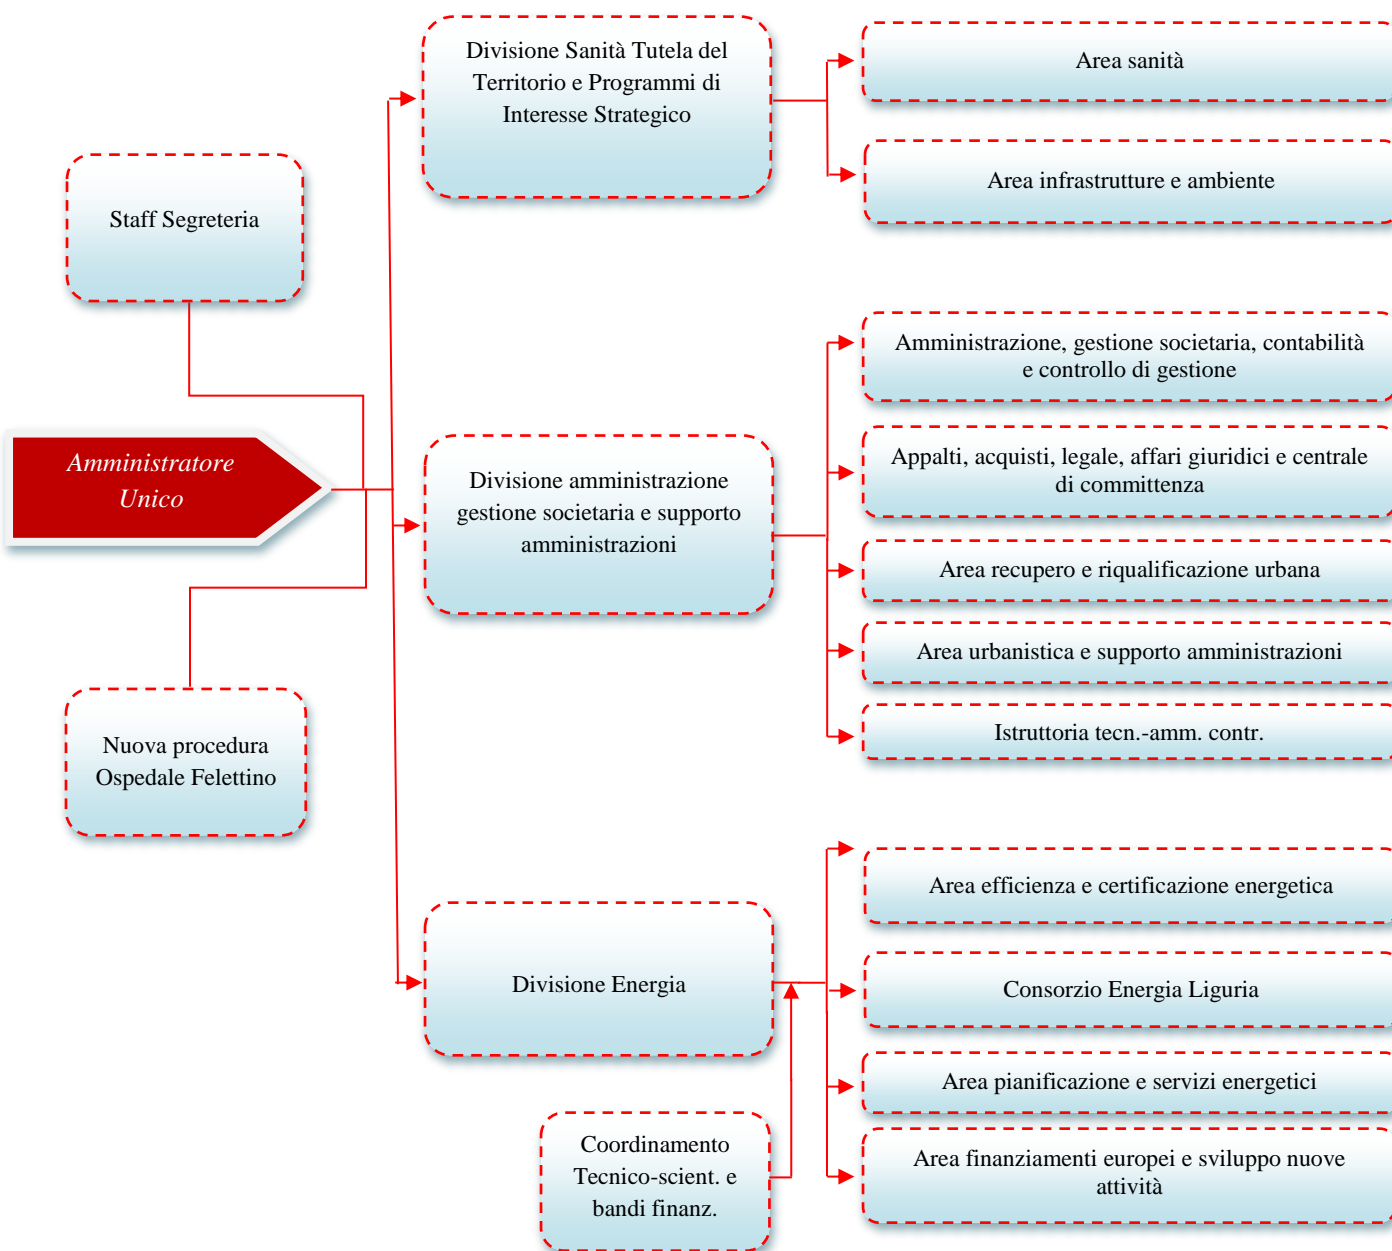 Divisione Sanità Tutela del
Territorio e Programmi di
Interesse Strategico
Area sanità
Area infrastrutture e ambiente
Staff Segreteria
Amministratore
Unico
Nuova procedura
Ospedale Felettino
Divisione amministrazione
gestione societaria e supporto
amministrazioni
Amministrazione, gestione societaria, contabilità
e controllo di gestione
Appalti, acquisti, legale, affari giuridici e centrale
di committenza
Area recupero e riqualificazione urbana
Area urbanistica e supporto amministrazioni
Istruttoria tecn.-amm. contr.
Divisione Energia
Area efficienza e certificazione energetica
Consorzio Energia Liguria
Area pianificazione e servizi energetici
Area finanziamenti europei e sviluppo nuove
attività
Coordinamento
Tecnico-scient. e
bandi finanz.